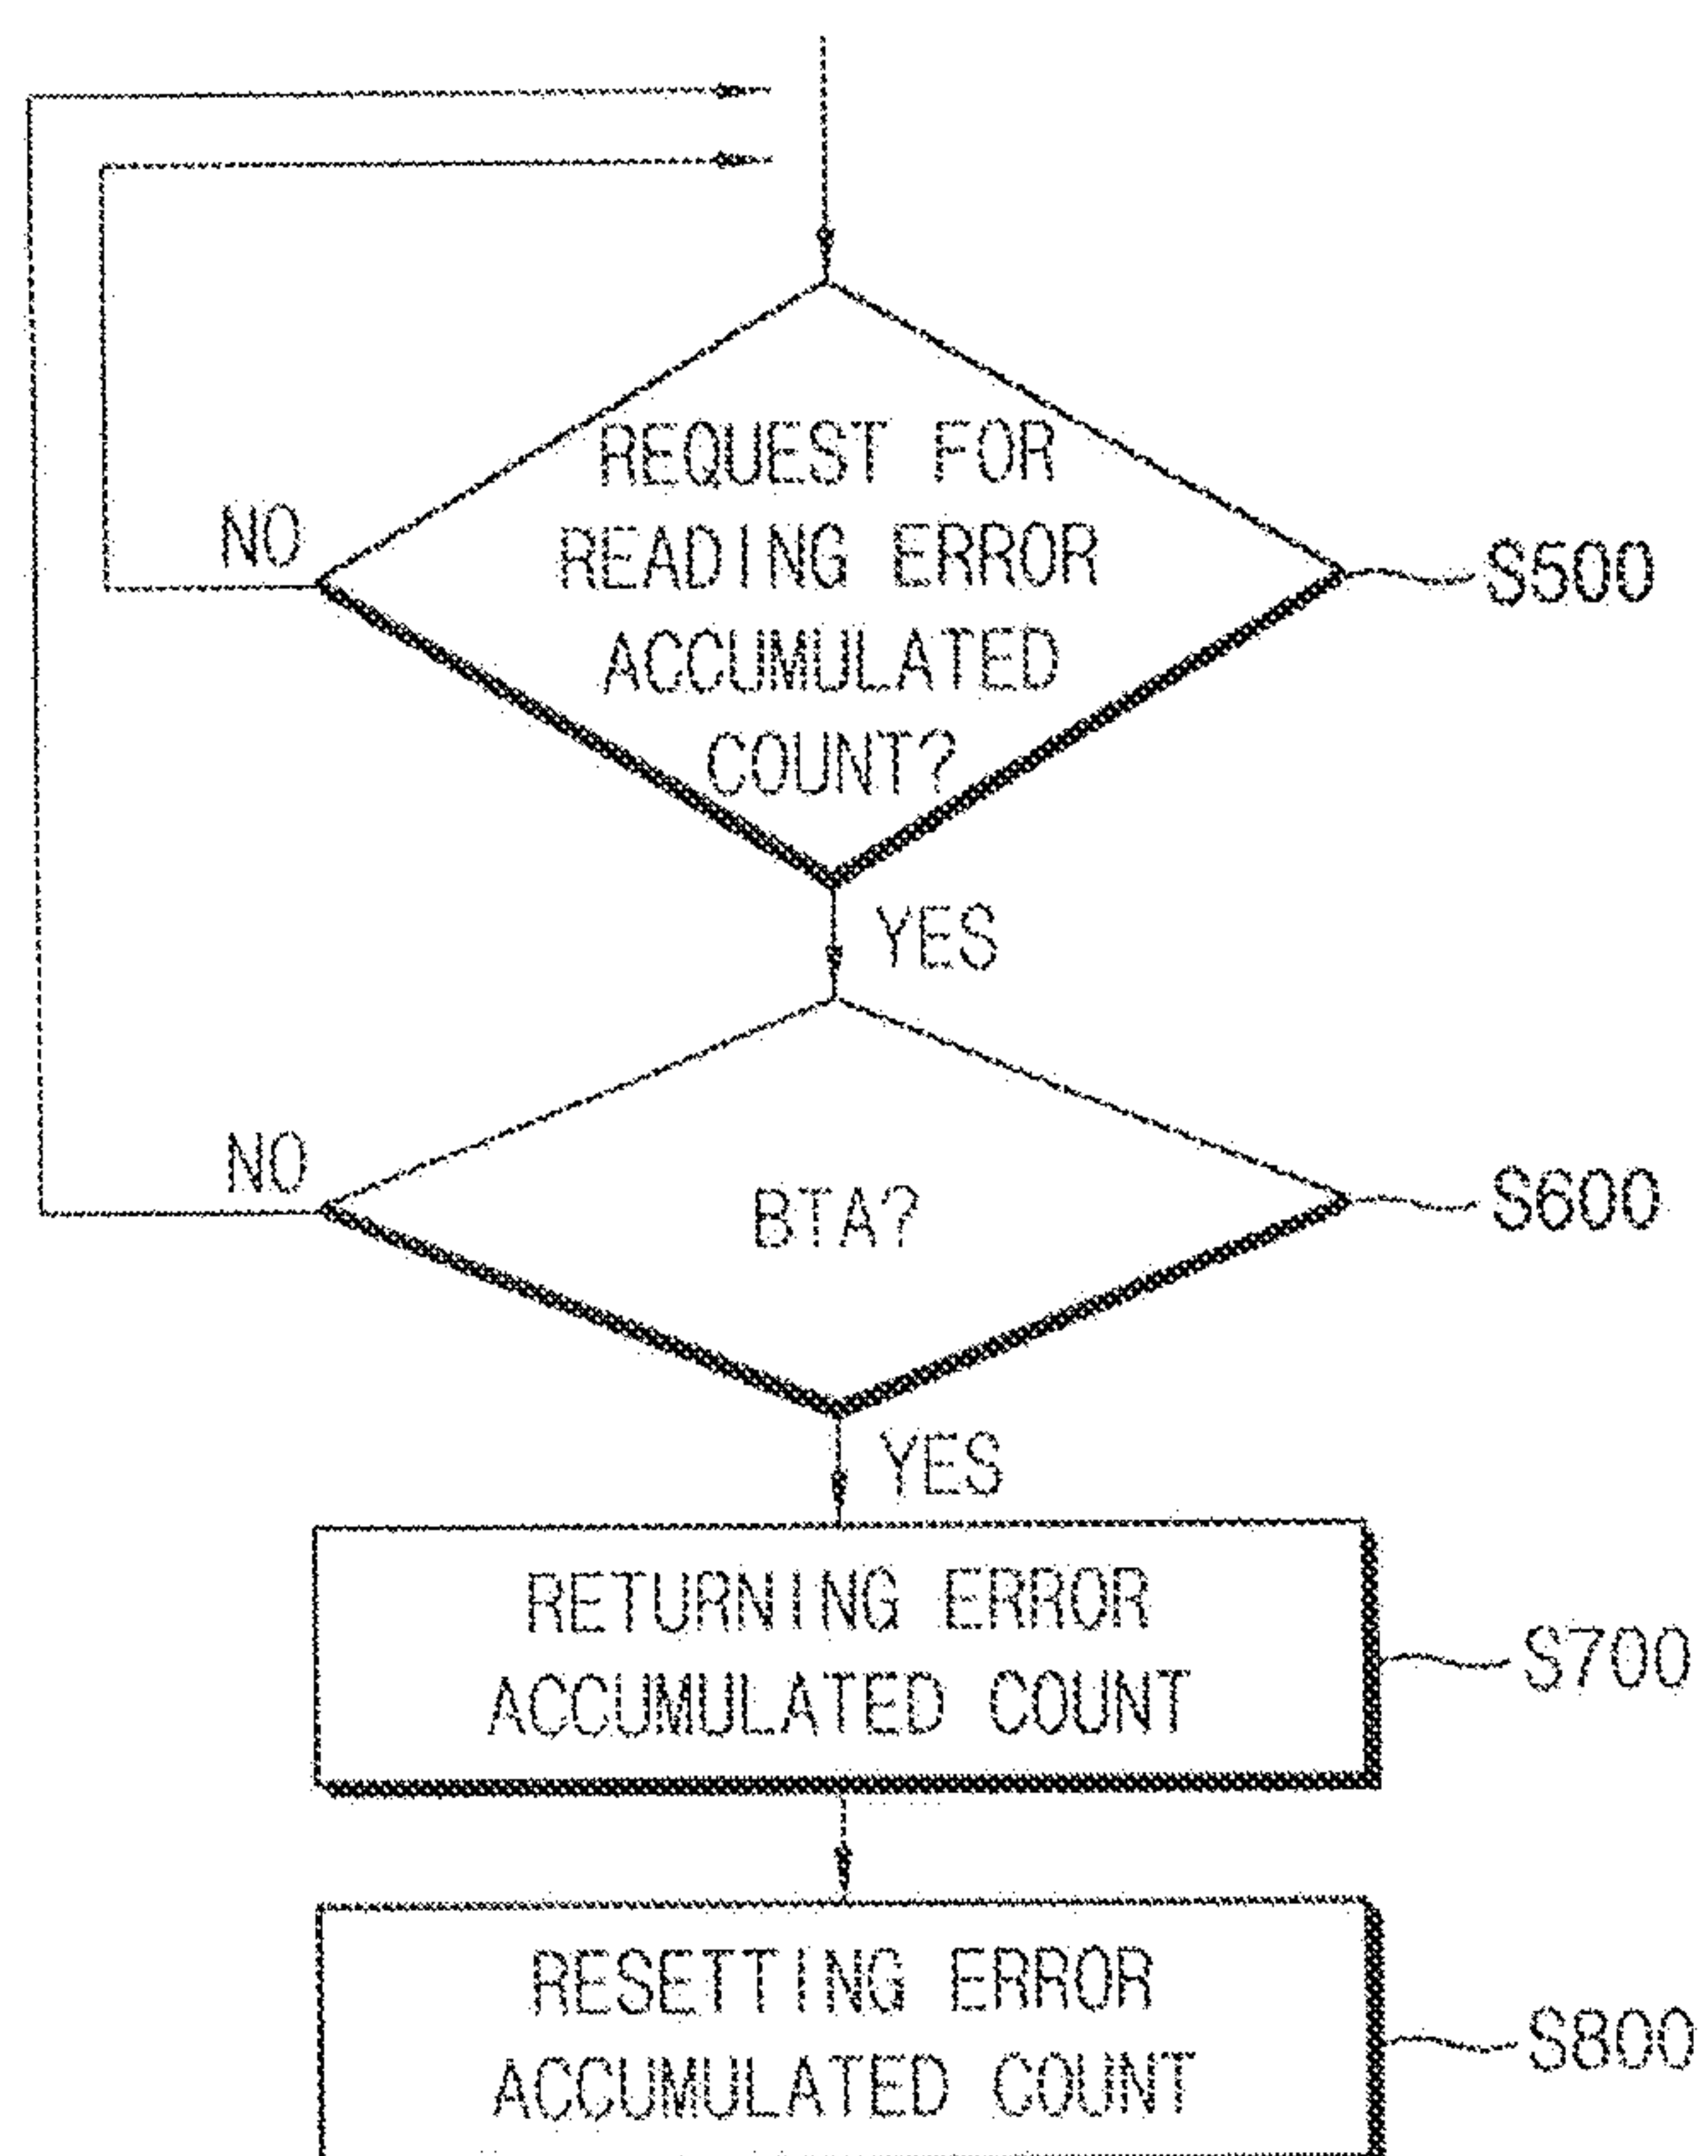 REQUEST FOR
READING ERROR
ACCUMULATED
COUNT?
NO
S500
YES
BTA?
NO
S600
YES
RETURNING ERROR
ACCUMULATED COUNT
S700
RESETTING ERROR
ACCUMULATED COUNT
S800